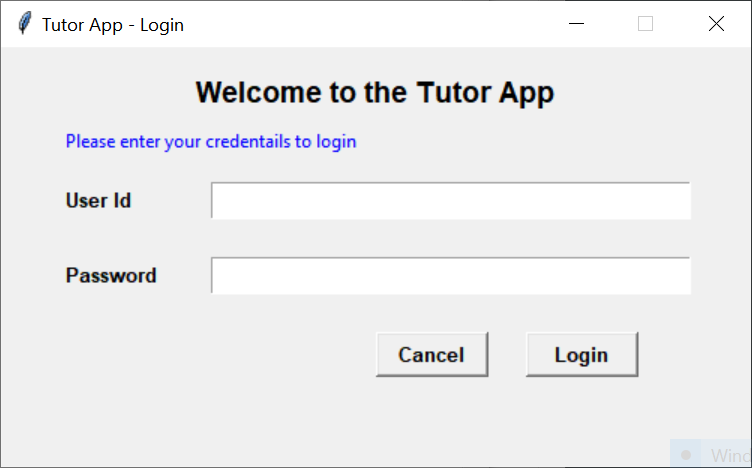 Tutor App - Login
Welcome to the Tutor App
Please enter your credentails to login
User Id
Password
Cancel Login